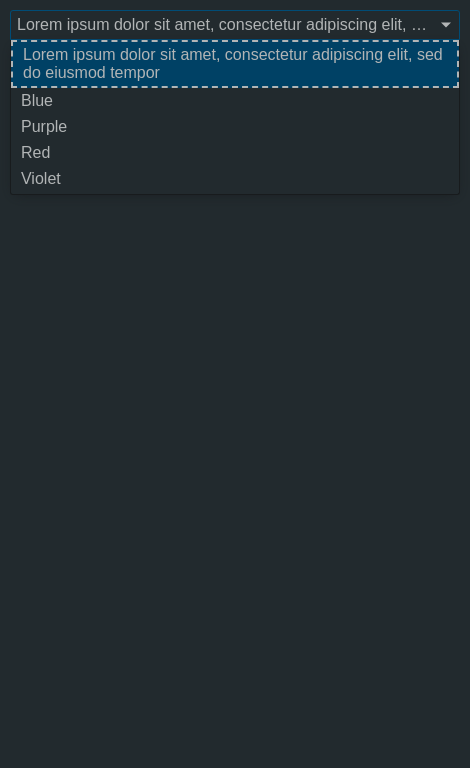 Lorem ipsum dolor sit amet, consectetur adipiscing elit, …
Lorem ipsum dolor sit amet, consectetur adipiscing elit, sed
do eiusmod tempor
Blue
Purple
Red
Violet